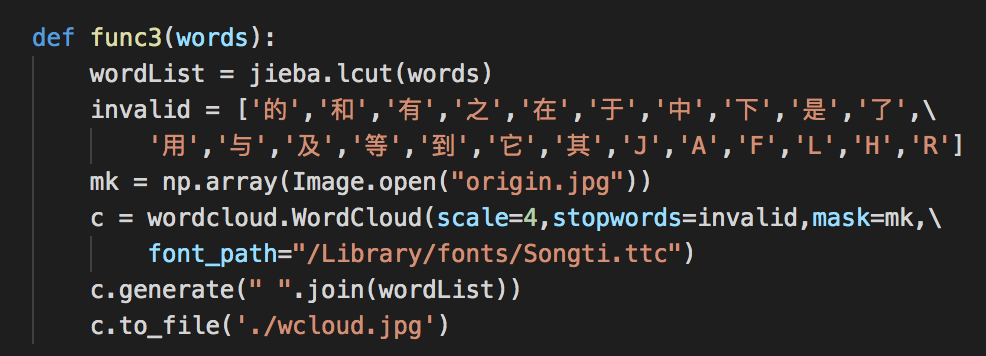 def func3(words):
    wordList = jieba.lcut(words)
    invalid = ['的','和','有','之','在','于','中','下','是','了',\
        '用','与','及','等','到','它','其','J','A','F','L','H','R']
    mk = np.array(Image.open("origin.jpg"))
    c = wordcloud.WordCloud(scale=4,stopwords=invalid,mask=mk,\
        font_path="/Library/fonts/Songti.ttc")
    c.generate(" ".join(wordList))
    c.to_file('./wcloud.jpg')